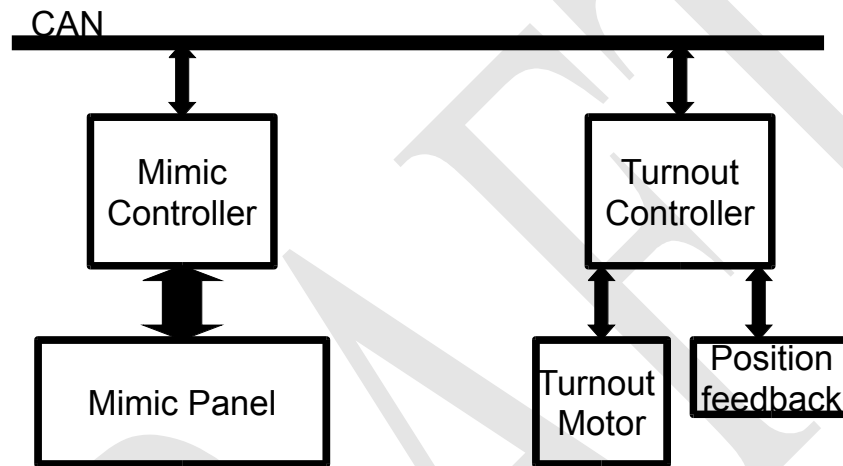 CAN
Mimic
Controller
Turnout
Controller
Mimic Panel
Turnout
Motor
Position
feedback